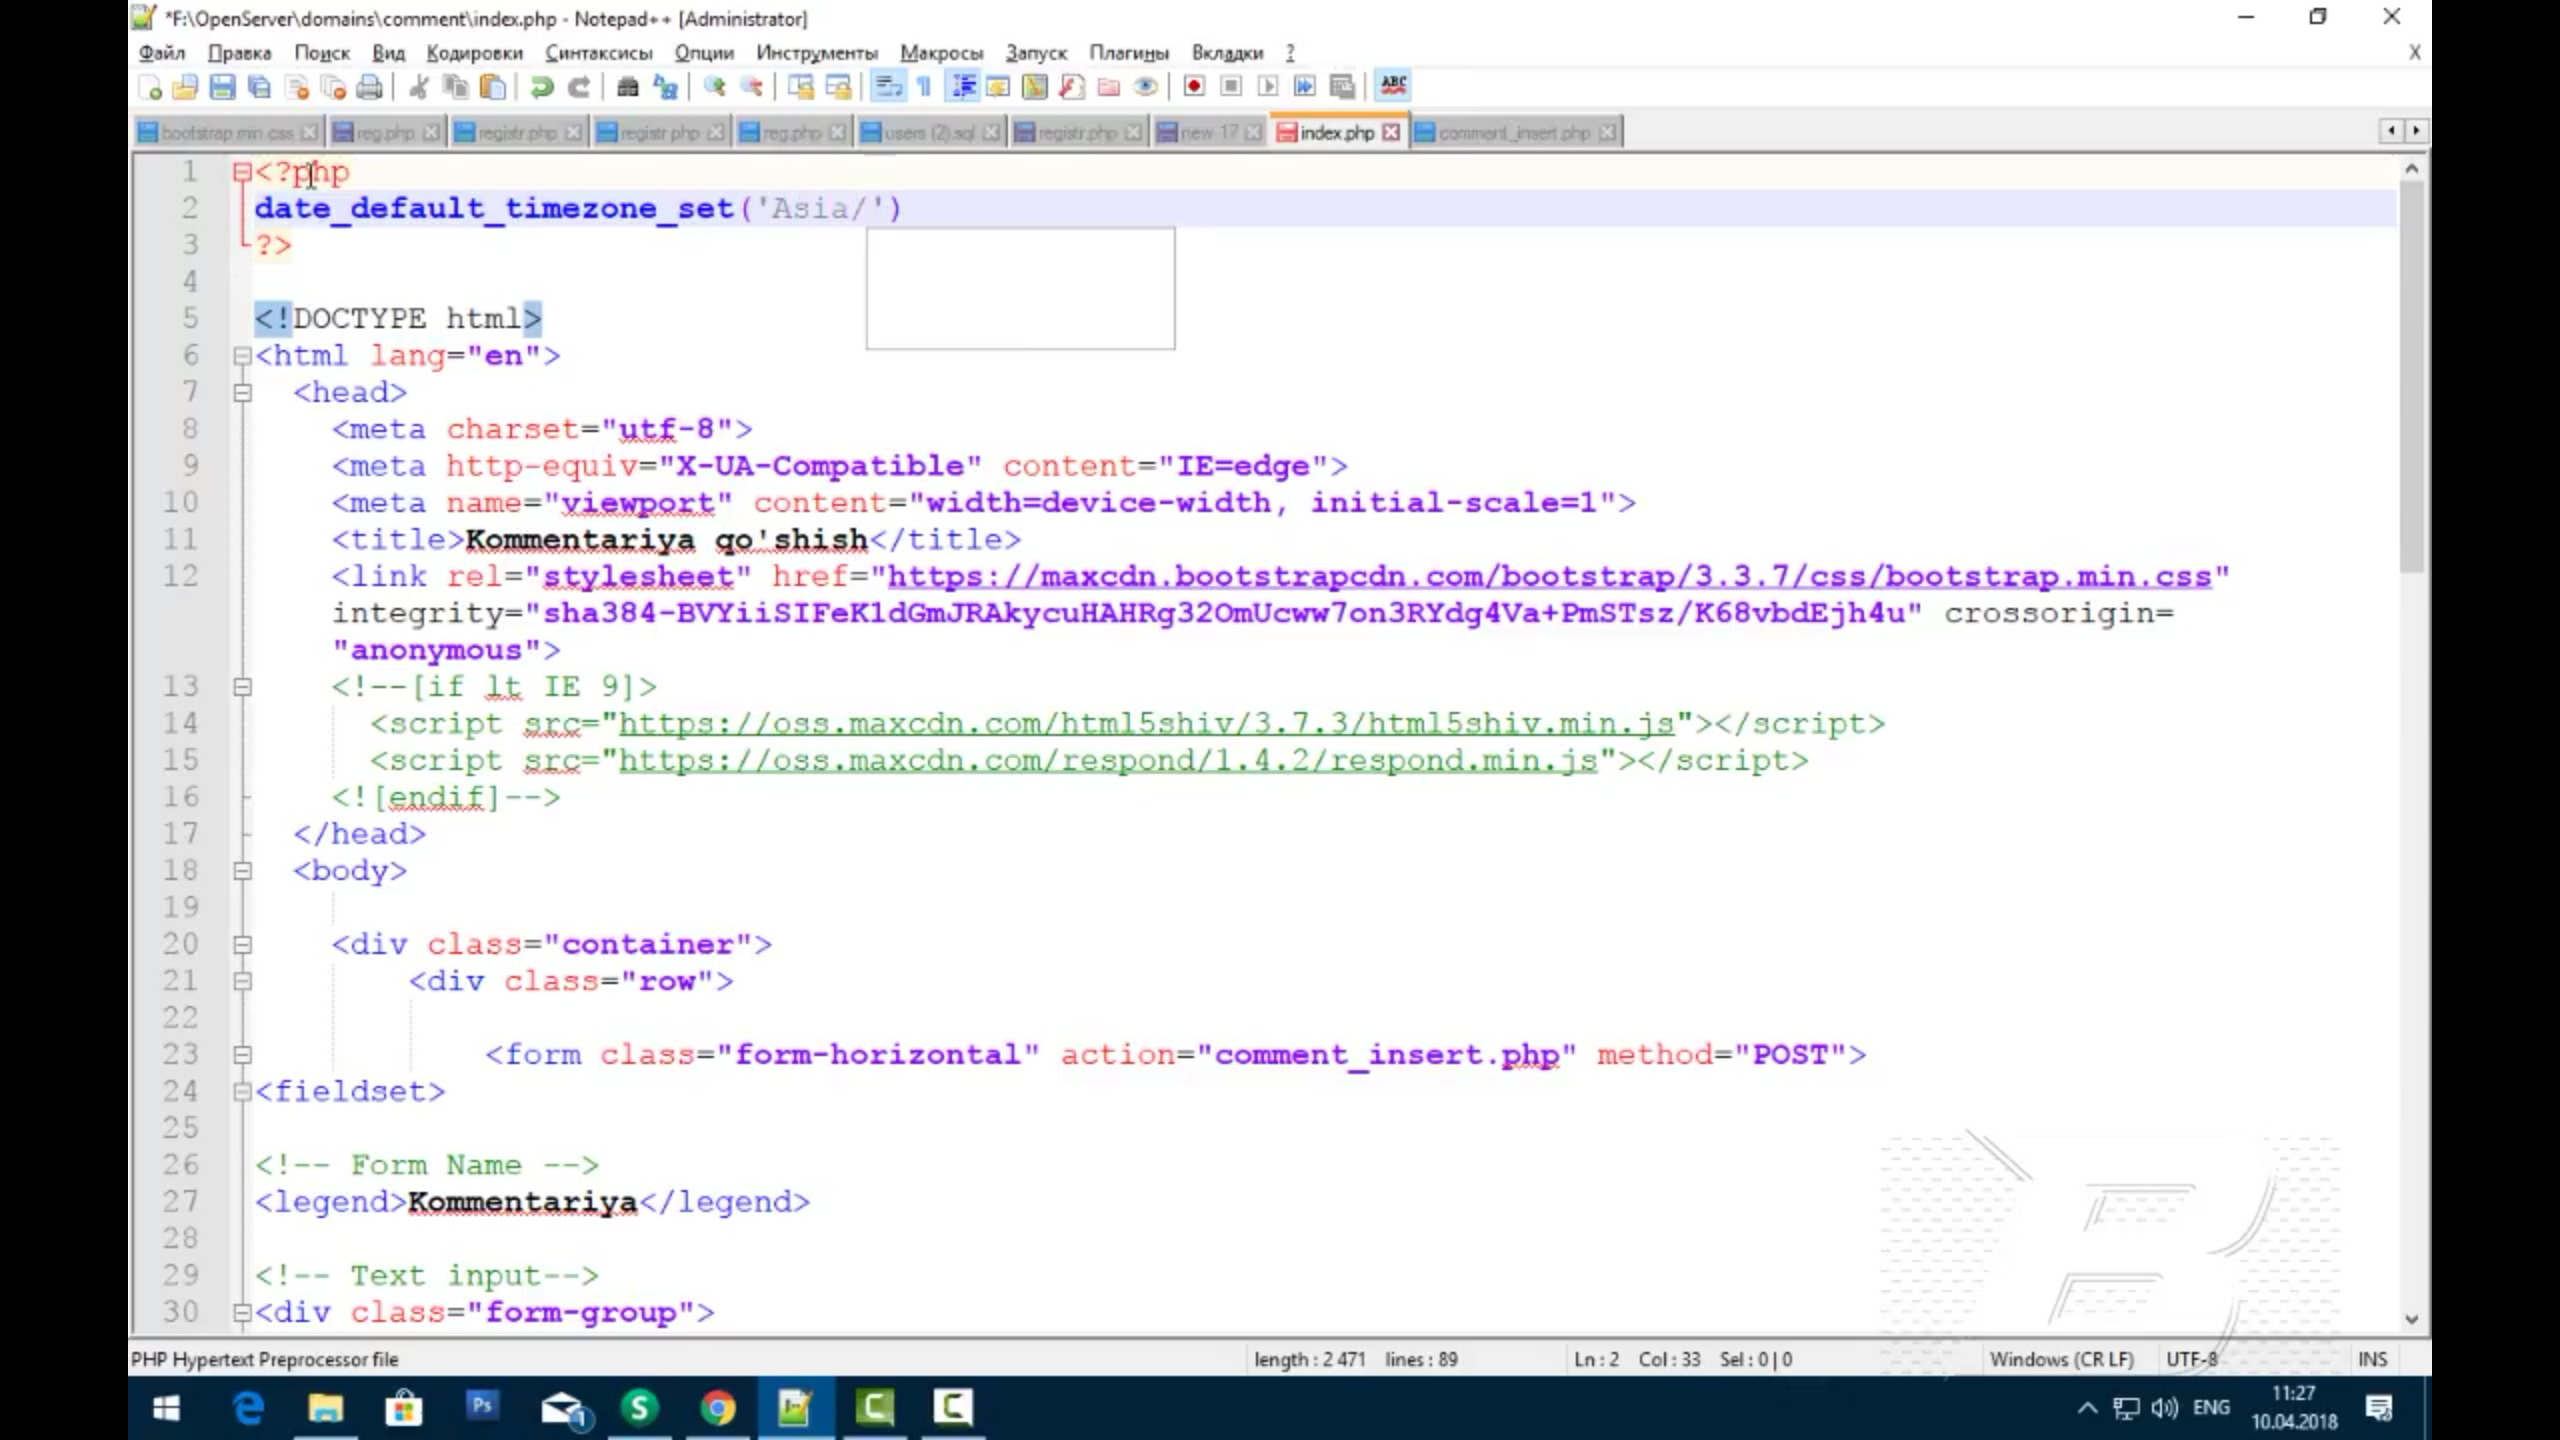 *F:\OpenServer\domains\comment\index.php - Notepad++ [Administrator]
Файл Правка Поиск Вид Кодировки Синтаксисы Опции Инструменты Макросы Запуск Плагины Вкладки ? X
ABC
bootstrap.min.css reg.php registr.php registr.php reg.php users (2).sql registr.php new 17 index.php comment_insert.php
1 <?php
2 date_default_timezone_set('Asia/')
3 ?>
4
5 <!DOCTYPE html>
6 <html lang="en">
7 <head>
8 <meta charset="utf-8">
9 <meta http-equiv="X-UA-Compatible" content="IE=edge">
10 <meta name="viewport" content="width=device-width, initial-scale=1">
11 <title>Kommentariya qo'shish</title>
12 <link rel="stylesheet" href="https://maxcdn.bootstrapcdn.com/bootstrap/3.3.7/css/bootstrap.min.css"
integrity="sha384-BVYiiSIFeK1dGmJRAkycuHAHRg32OmUcww7on3RYdg4Va+PmSTsz/K68vbdEjh4u" crossorigin=
"anonymous">
13 <!--[if lt IE 9]>
14 <script src="https://oss.maxcdn.com/html5shiv/3.7.3/html5shiv.min.js"></script>
15 <script src="https://oss.maxcdn.com/respond/1.4.2/respond.min.js"></script>
16 <![endif]-->
17 </head>
18 <body>
19
20 <div class="container">
21 <div class="row">
22
23 <form class="form-horizontal" action="comment_insert.php" method="POST">
24 <fieldset>
25
26 <!-- Form Name -->
27 <legend>Kommentariya</legend>
28
29 <!-- Text input-->
30 <div class="form-group">
PHP Hypertext Preprocessor file length : 2 471 lines : 89 Ln : 2 Col : 33 Sel : 0 | 0 Windows (CR LF) UTF-8 INS
Ps 1 S ENG 11:27
10.04.2018